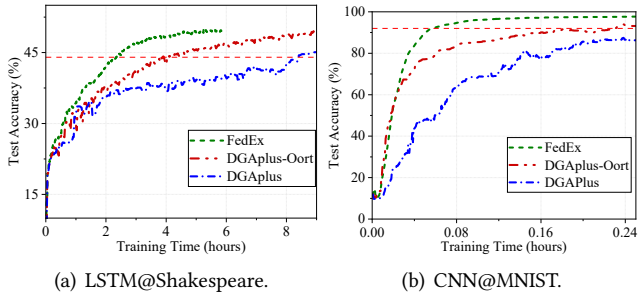 Test Accuracy (%)
45
30
15
0
2
4
6
8
Training Time (hours)
FedEx
DGAplus-Oort
DGAplus
(a) LSTM@Shakespeare.
Test Accuracy (%)
100
80
60
40
20
0
0.00
0.08
0.16
0.24
Training Time (hours)
FedEx
DGAplus-Oort
DGAPlus
(b) CNN@MNIST.